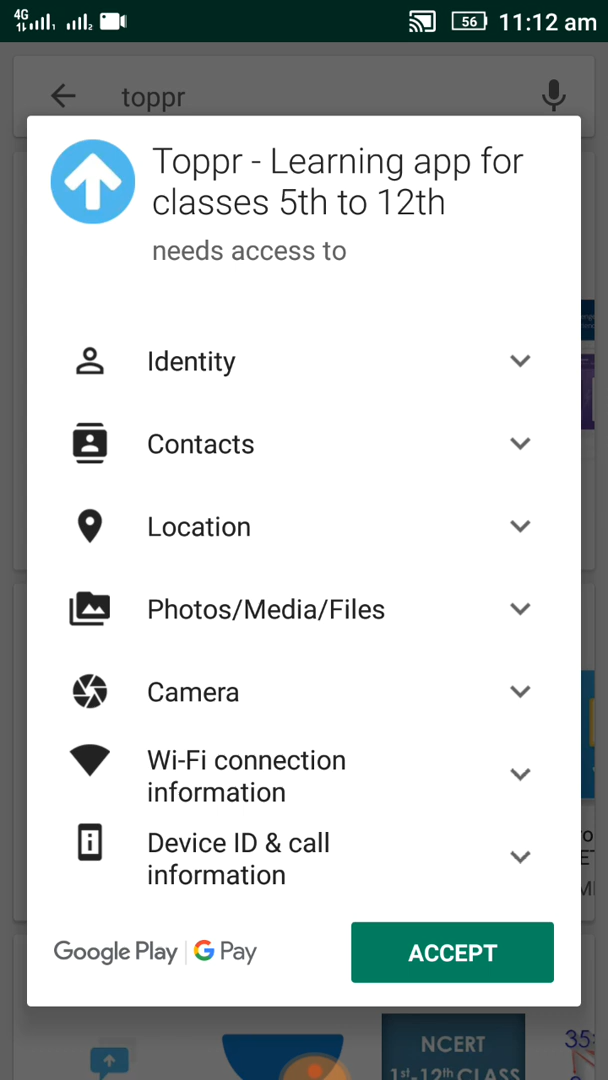 4G 56 11:12 am
toppr
Toppr - Learning app for
classes 5th to 12th
needs access to
Identity
Contacts
Location
Photos/Media/Files
Camera
Wi-Fi connection
information
Device ID & call
information
Google Play | G Pay
ACCEPT
NCERT
1st-12th CLASS
35